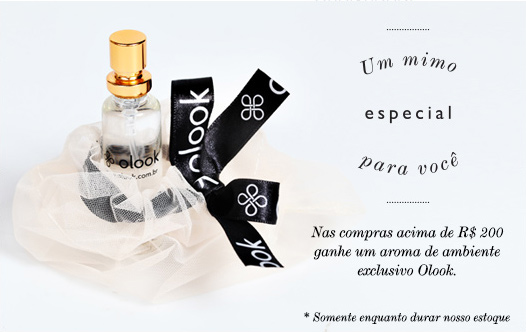 Um mimo
especial
para você
Nas compras acima de R$ 200
ganhe um aroma de ambiente
exclusivo Olook.
* Somente enquanto durar nosso estoque
olook
olook
olook